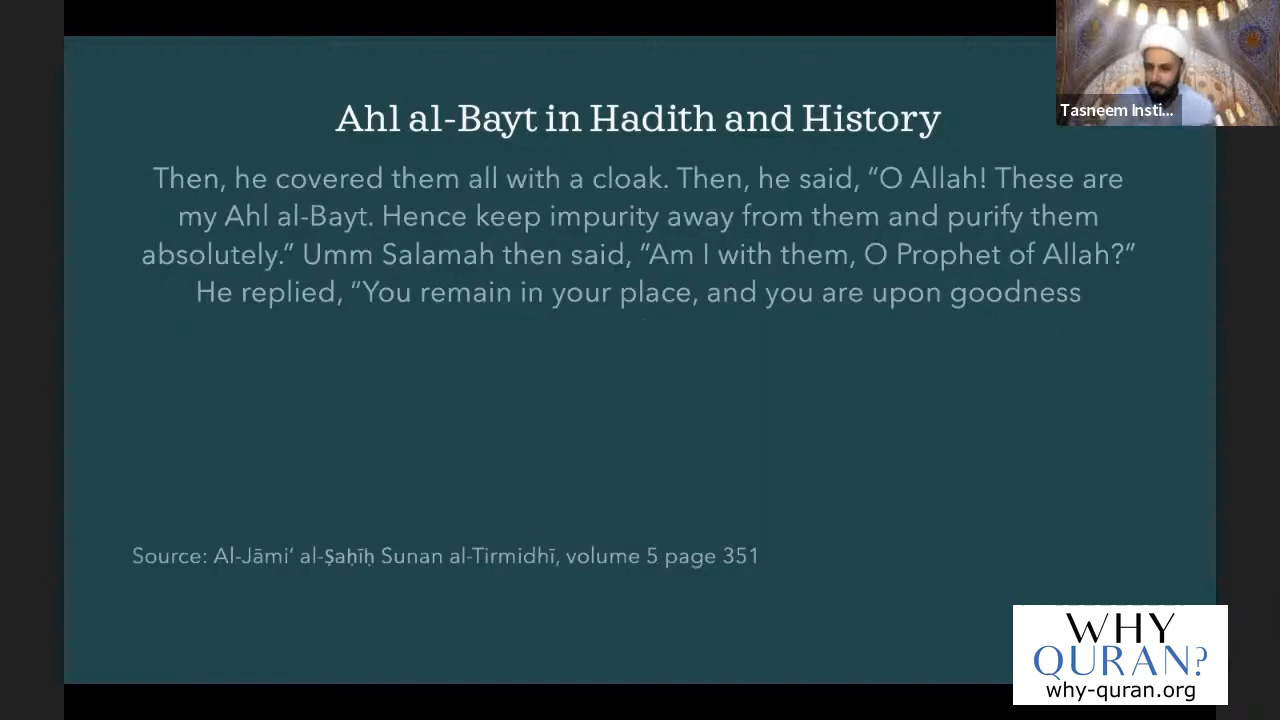 Tasneem Insti...
Ahl al-Bayt in Hadith and History
Then, he covered them all with a cloak. Then, he said, “O Allah! These are
my Ahl al-Bayt. Hence keep impurity away from them and purify them
absolutely.” Umm Salamah then said, “Am I with them, O Prophet of Allah?”
He replied, “You remain in your place, and you are upon goodness
Source: Al-Jāmi‘ al-Ṣaḥīḥ Sunan al-Tirmidhī, volume 5 page 351
WHY
QURAN?
why-quran.org